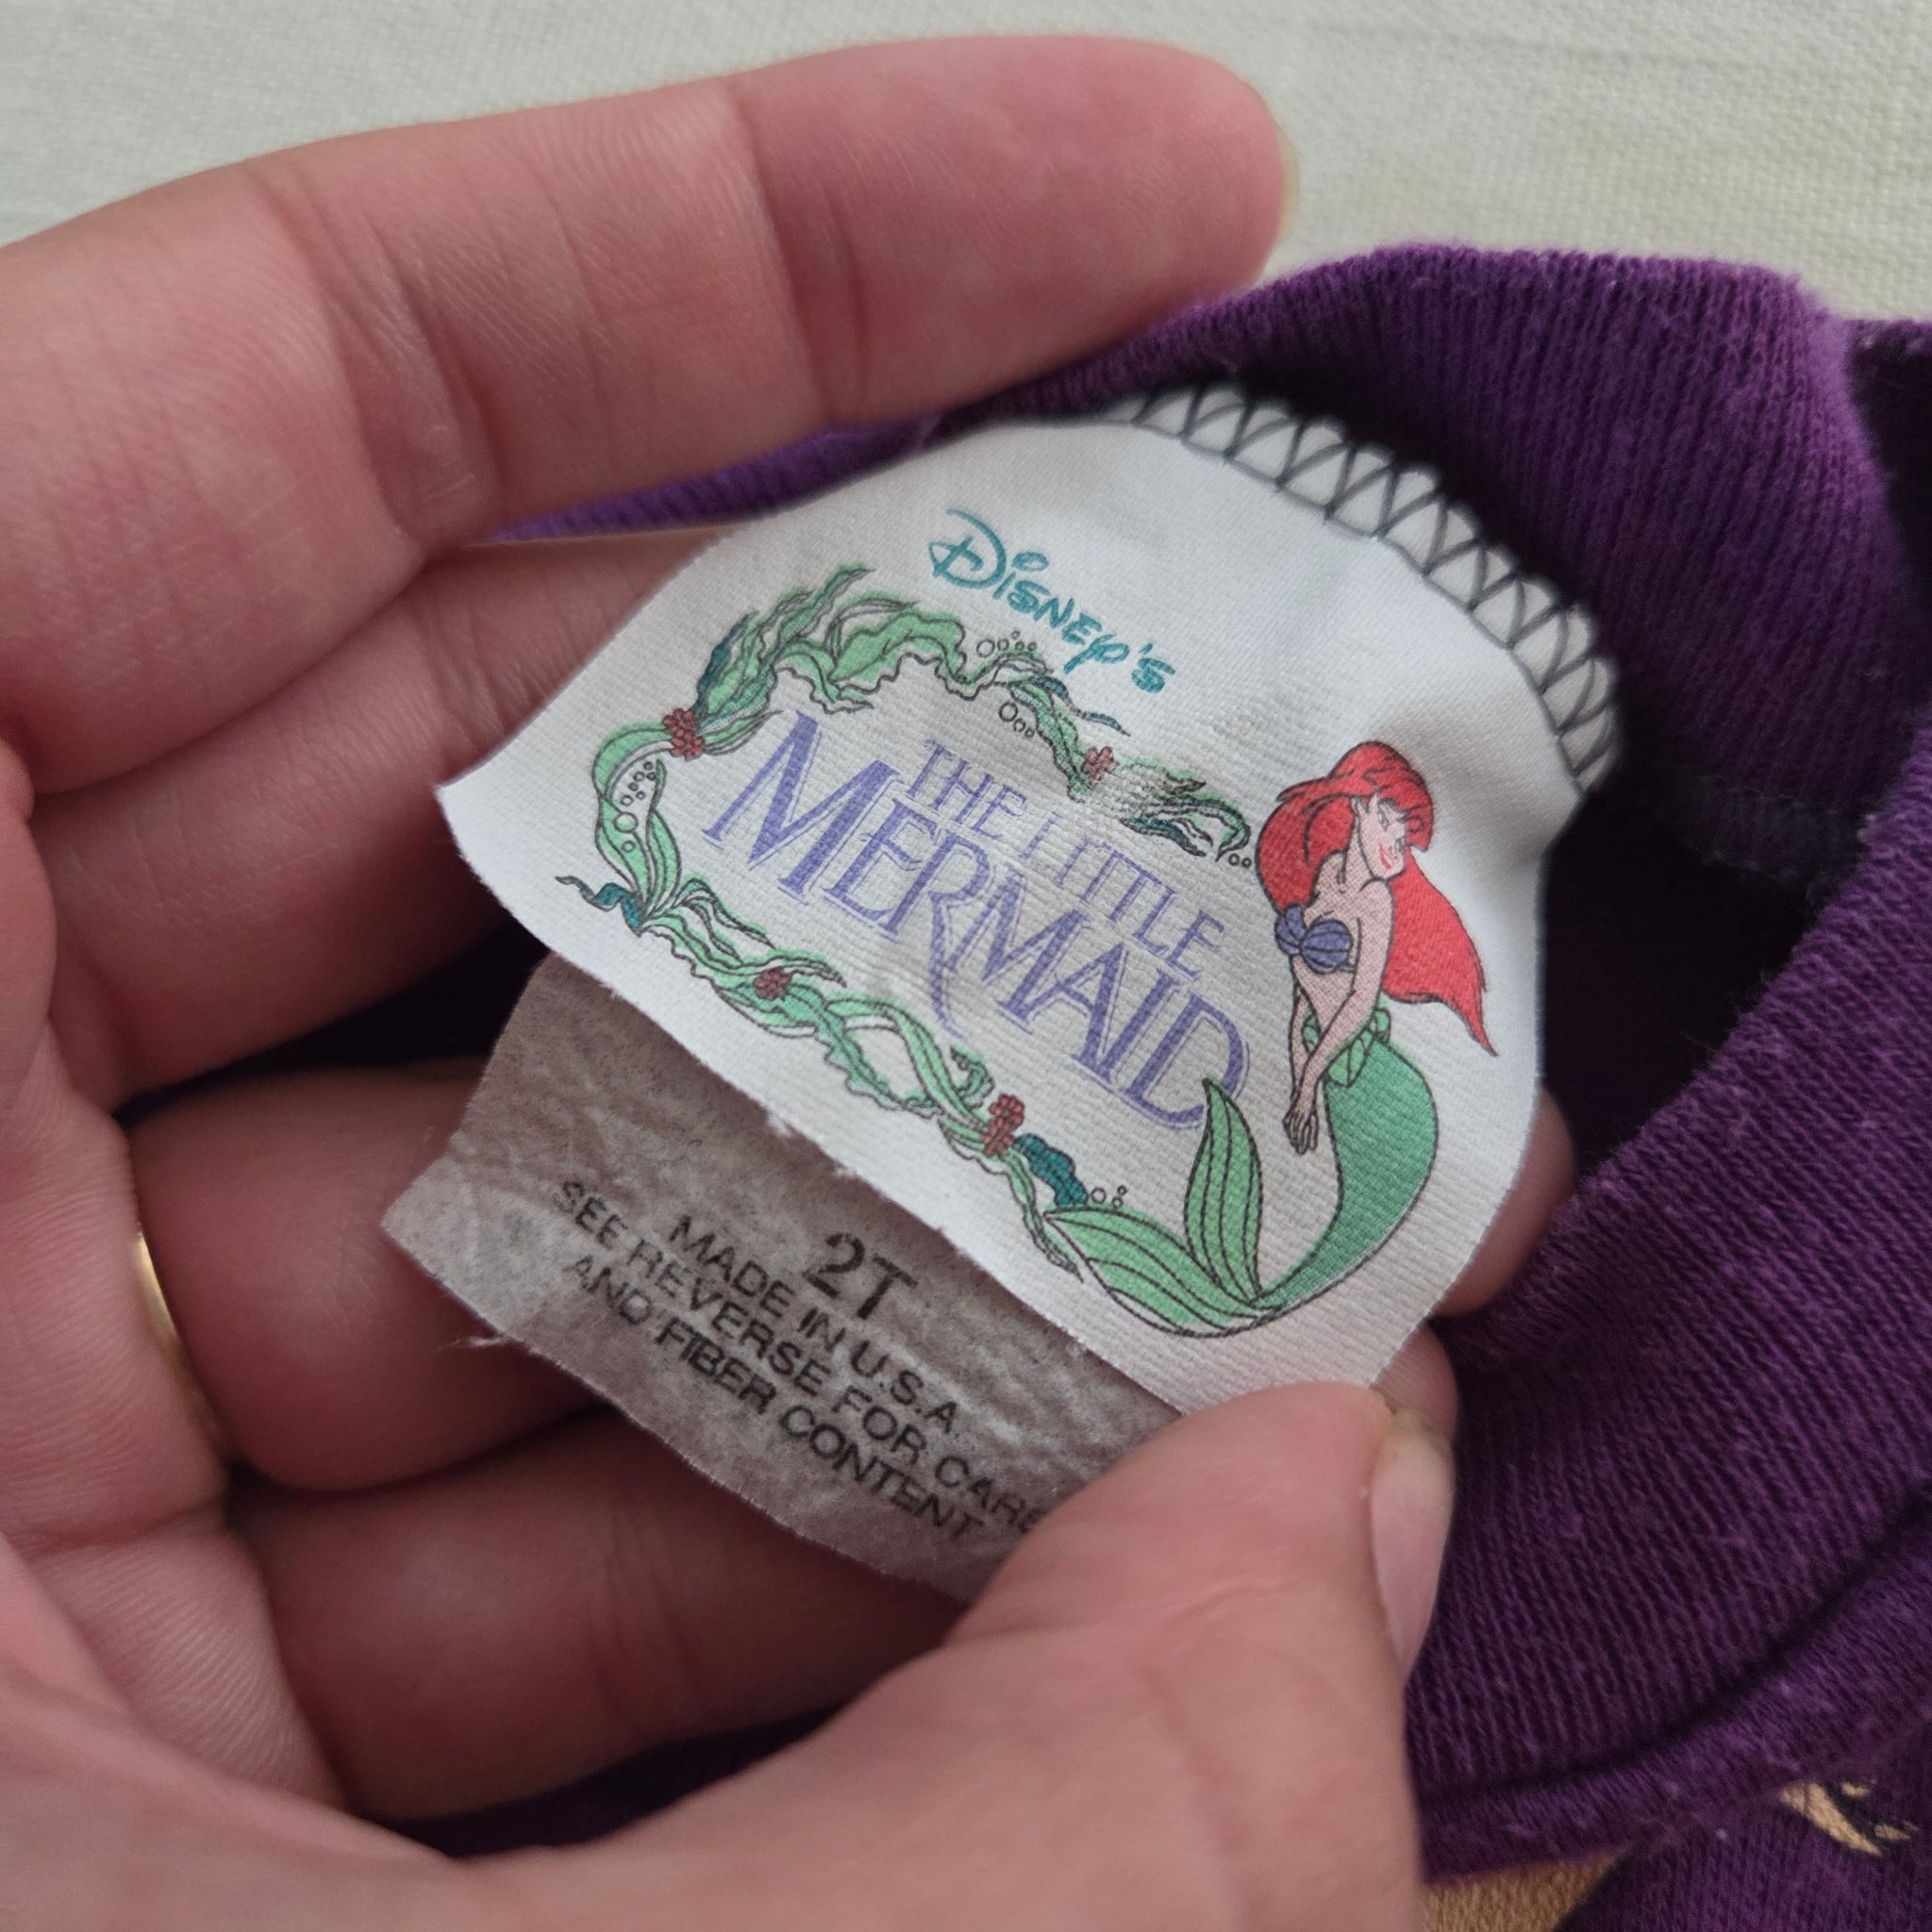 Disney's
THE LITTLE
MERMAID
2T
MADE IN U.S.A.
SEE REVERSE FOR CARE
AND FIBER CONTENT